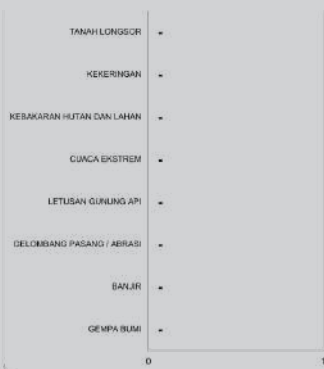 TANAH LONGSOR -
KEKERINGAN -
KEBAKARAN HUTAN DAN LAHAN -
CUACA EKSTREM -
LETUSAN GUNUNG API -
GELOMBANG PASANG / ABRASI -
BANJIR -
GEMPA BUMI -
0 1